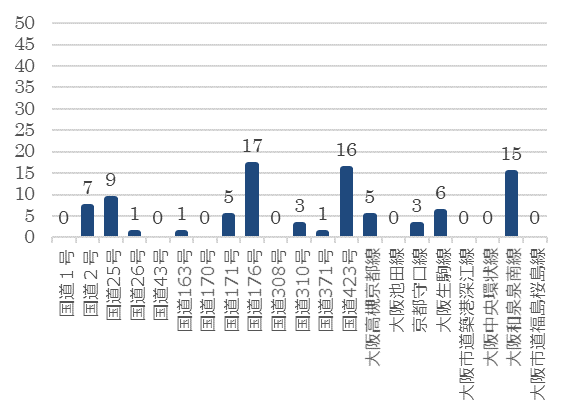 50
45
40
35
30
25
20
15
10
5
0
0
7
9
1
0
1
0
5
17
0
3
1
16
5
0
3
6
0
0
15
0
国道1号
国道2号
国道25号
国道26号
国道43号
国道163号
国道170号
国道171号
国道176号
国道308号
国道310号
国道371号
国道423号
大阪高槻京都線
大阪池田線
京都守口線
大阪生駒線
大阪市道築港深江線
大阪中央環状線
大阪和泉泉南線
大阪市道福島桜島線